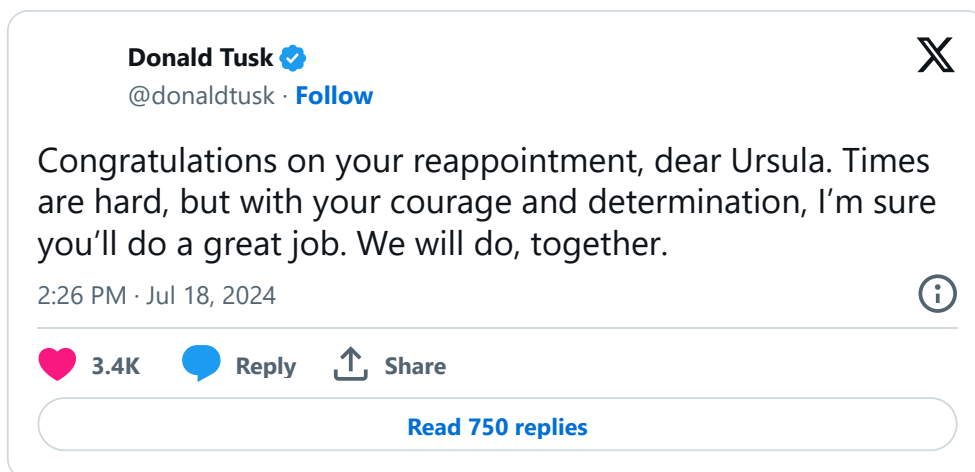 Donald Tusk
@donaldtusk · Follow
Congratulations on your reappointment, dear Ursula. Times
are hard, but with your courage and determination, I’m sure
you’ll do a great job. We will do, together.
2:26 PM · Jul 18, 2024
3.4K Reply Share
Read 750 replies